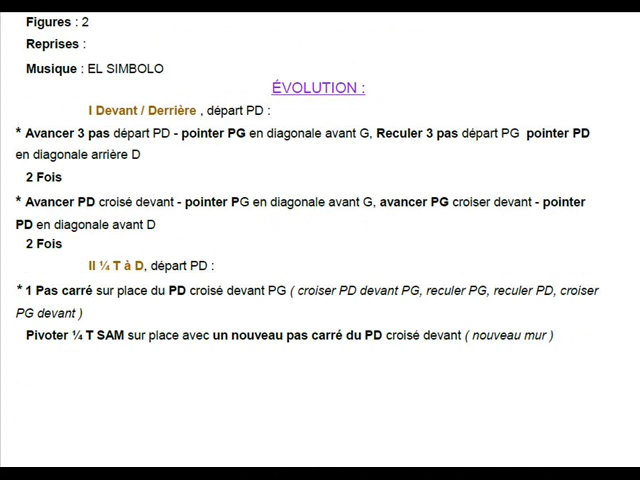 Figures : 2
Reprises :
Musique : EL SIMBOLO
ÉVOLUTION :
I Devant / Derrière , départ PD :
* Avancer 3 pas départ PD - pointer PG en diagonale avant G, Reculer 3 pas départ PG pointer PD
en diagonale arrière D
2 Fois
* Avancer PD croisé devant - pointer PG en diagonale avant G, avancer PG croiser devant - pointer
PD en diagonale avant D
2 Fois
II ¼ T à D, départ PD :
* 1 Pas carré sur place du PD croisé devant PG ( croiser PD devant PG, reculer PG, reculer PD, croiser
PG devant )
Pivoter ¼ T SAM sur place avec un nouveau pas carré du PD croisé devant ( nouveau mur )